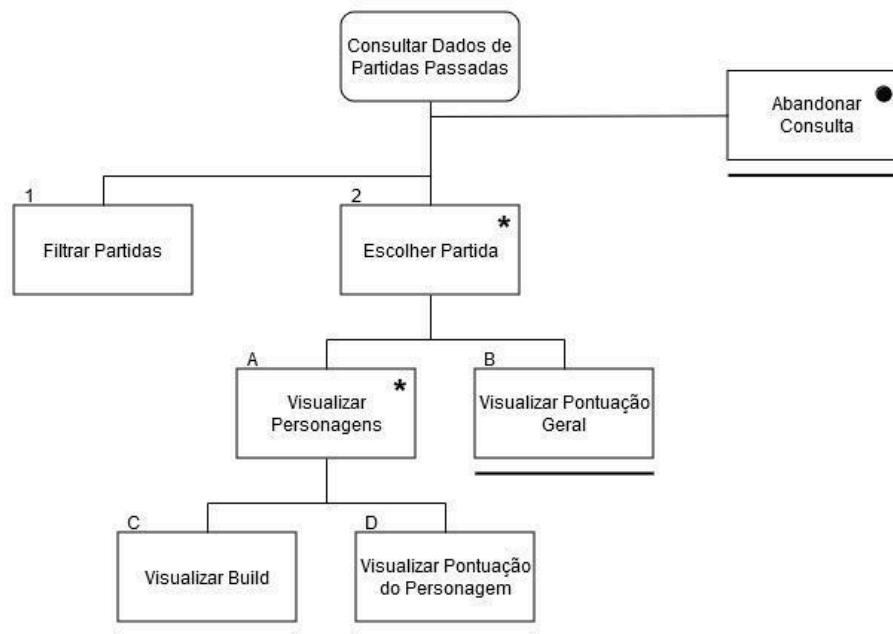 Consultar Dados de
Partidas Passadas
Abandonar
Consulta
1
Filtrar Partidas
2
Escolher Partida
*
A
Visualizar
Personagens
*
B
Visualizar Pontuação
Geral
C
Visualizar Build
D
Visualizar Pontuação
do Personagem